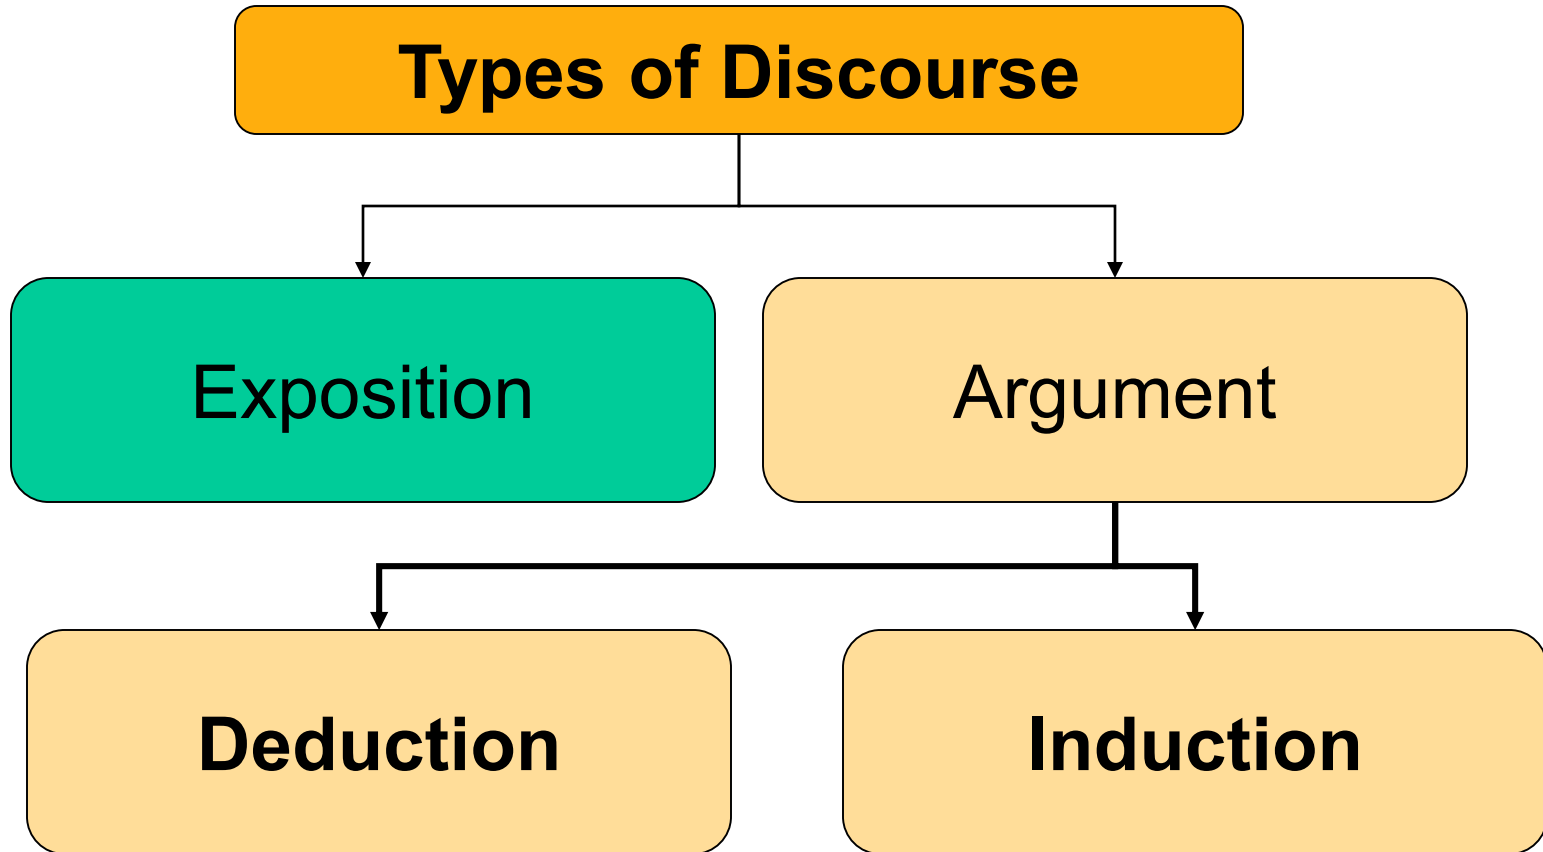 Types of Discourse
Exposition
Argument
Deduction
Induction